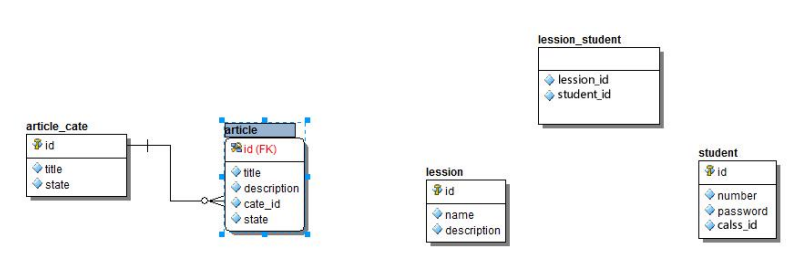 lession_student
lession_id
student_id
article_cate
id
title
state
article
id (FK)
title
description
cate_id
state
lession
id
name
description
student
id
number
password
calss_id